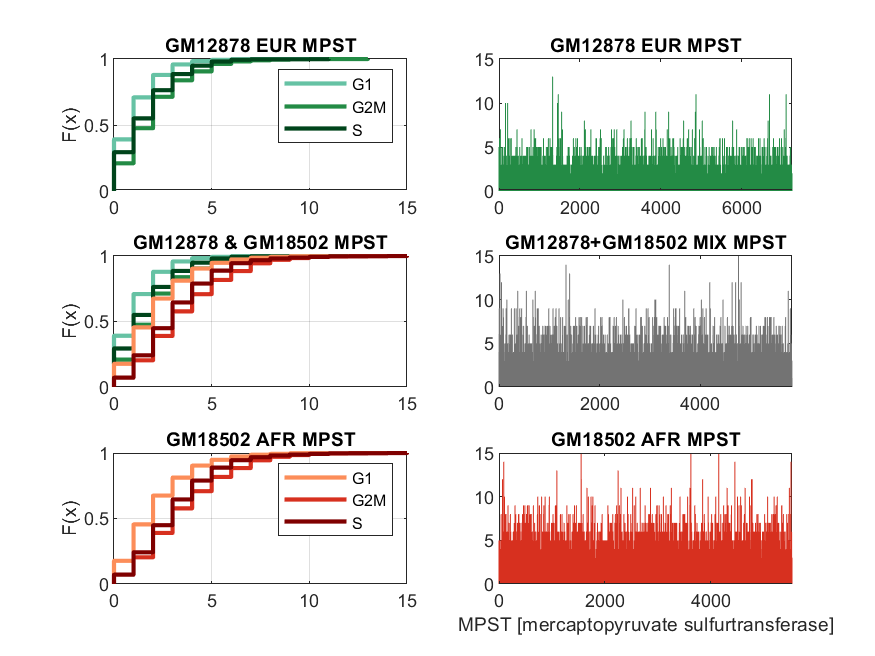 GM12878 EUR MPST
F(x)
1
0.5
0
0 5 10 15
G1
G2M
S
GM12878 EUR MPST
15
10
5
0
0 2000 4000 6000
GM12878 & GM18502 MPST
F(x)
1
0.5
0
0 5 10 15
GM12878+GM18502 MIX MPST
15
10
5
0
0 2000 4000
GM18502 AFR MPST
F(x)
1
0.5
0
0 5 10 15
G1
G2M
S
GM18502 AFR MPST
15
10
5
0
0 2000 4000
MPST [mercaptopyruvate sulfurtransferase]